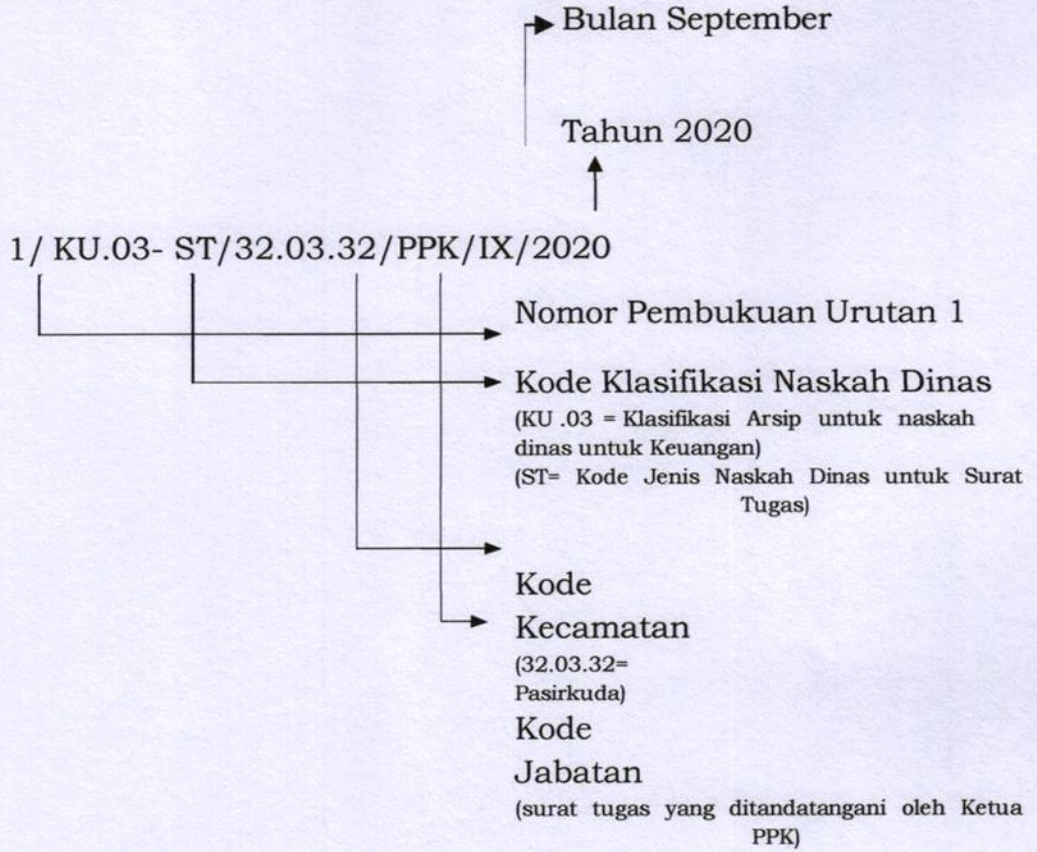 Bulan September
Tahun 2020
1/ KU.03- ST/32.03.32/PPK/IX/2020
Nomor Pembukuan Urutan 1
Kode Klasifikasi Naskah Dinas
(KU .03 = Klasifikasi Arsip untuk naskah
dinas untuk Keuangan)
(ST= Kode Jenis Naskah Dinas untuk Surat
Tugas)
Kode
Kecamatan
(32.03.32=
Pasirkuda)
Kode
Jabatan
(surat tugas yang ditandatangani oleh Ketua
PPK)